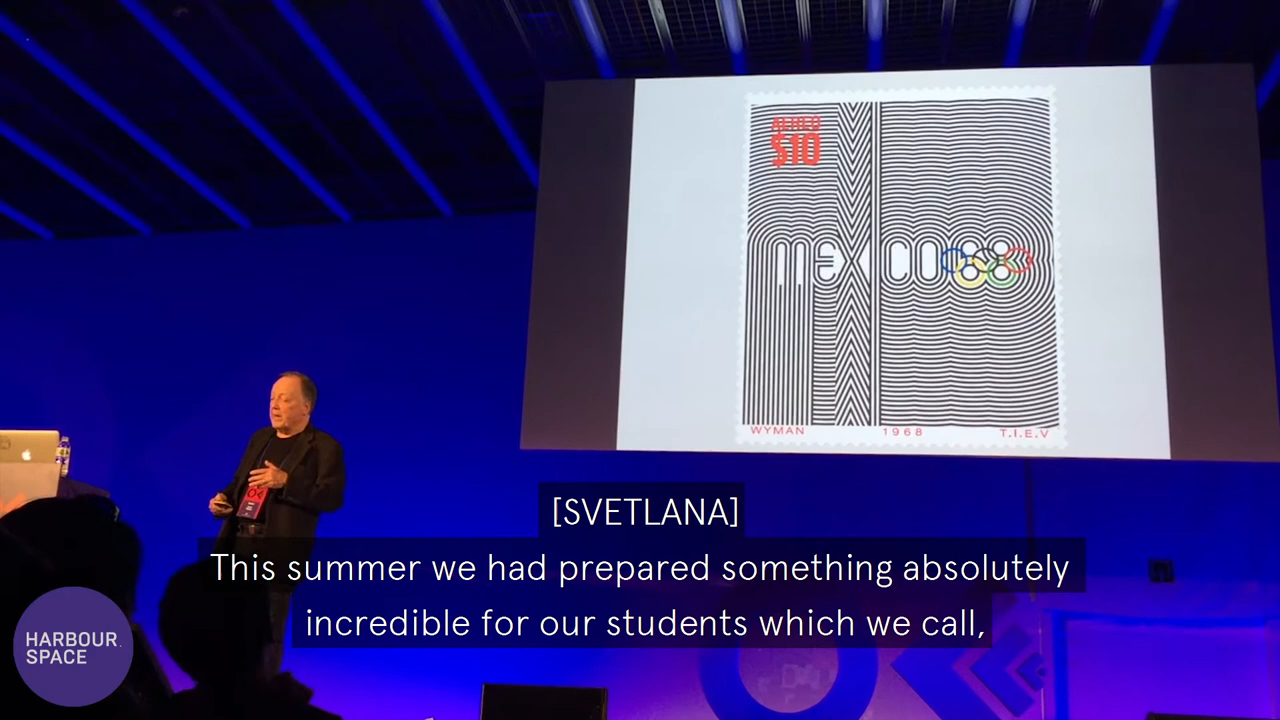 AEREO
$10
MEXICO68
WYMAN 1968 T.I.E.V
[SVETLANA]
This summer we had prepared something absolutely
incredible for our students which we call,
HARBOUR.
SPACE